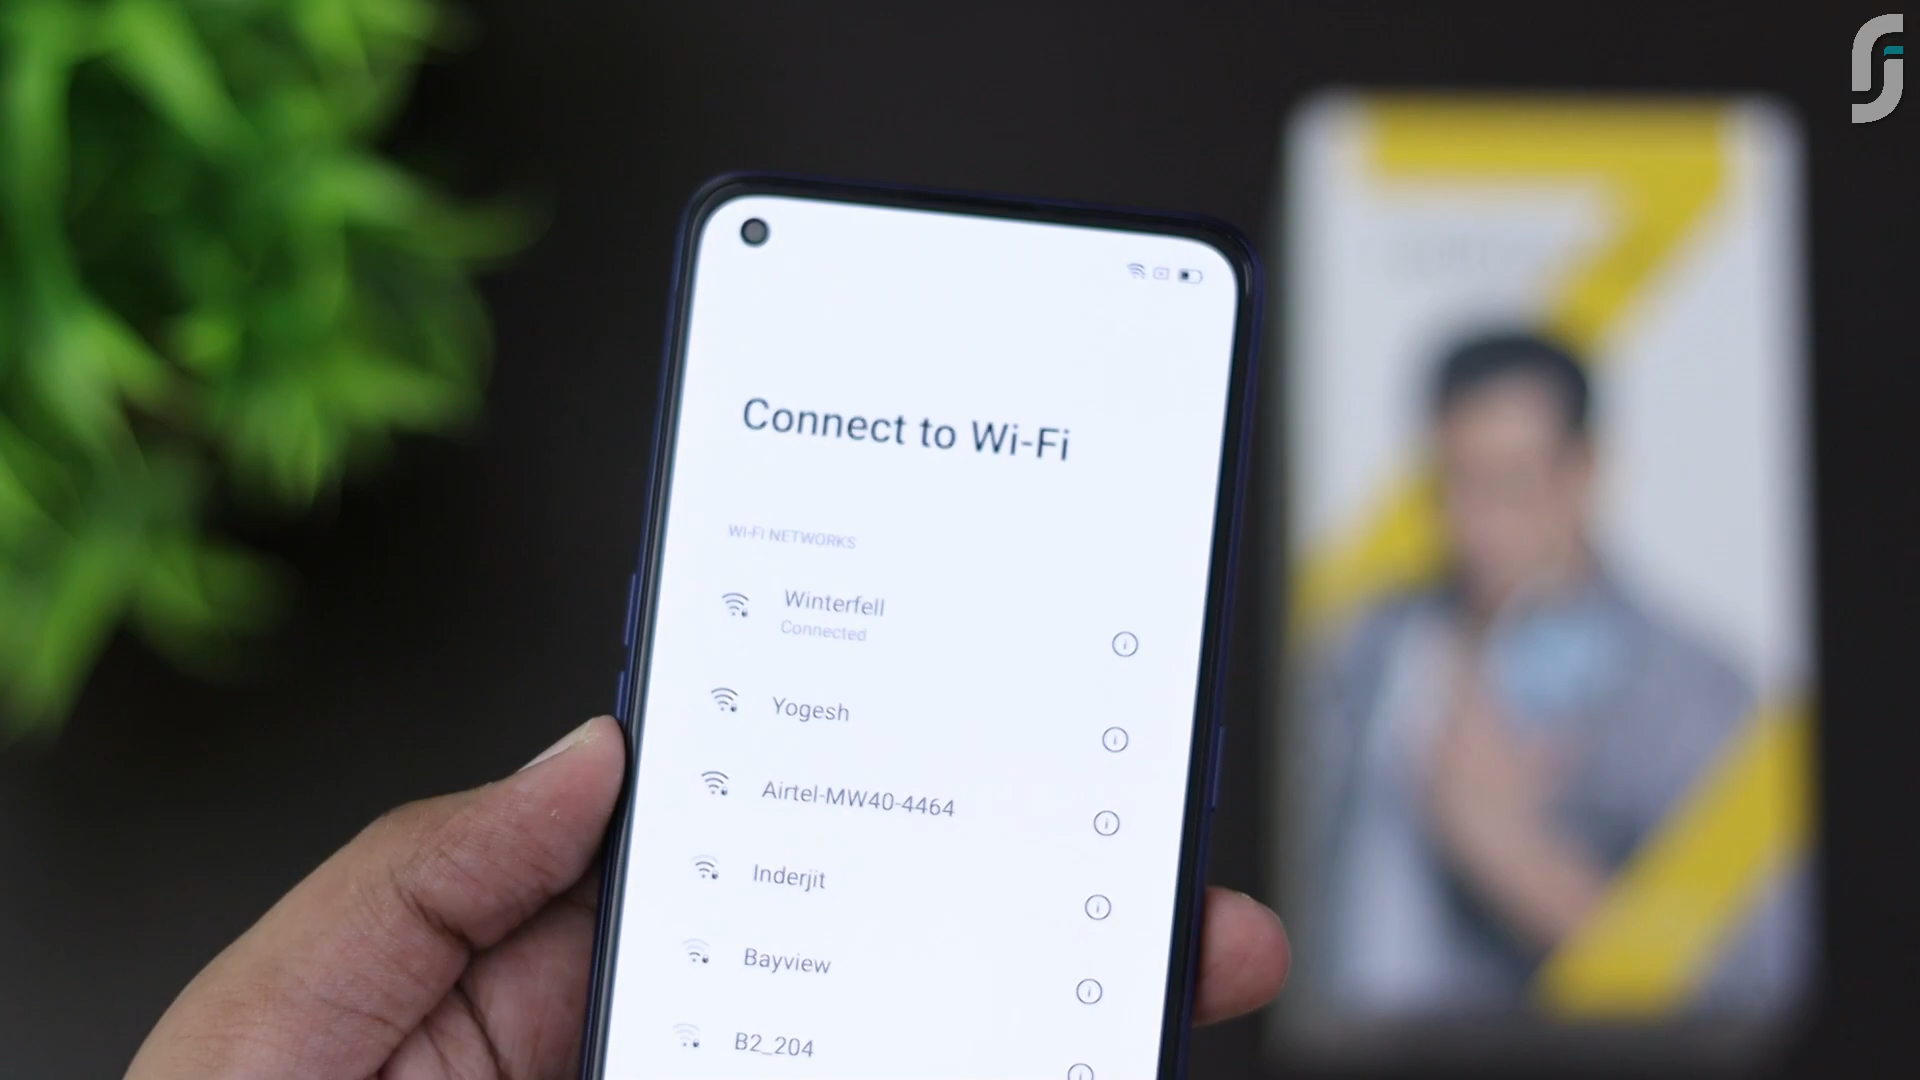 Connect to Wi-Fi
WI-FI NETWORKS
Winterfell
Connected
Yogesh
Airtel-MW40-4464
Inderjit
Bayview
B2_204